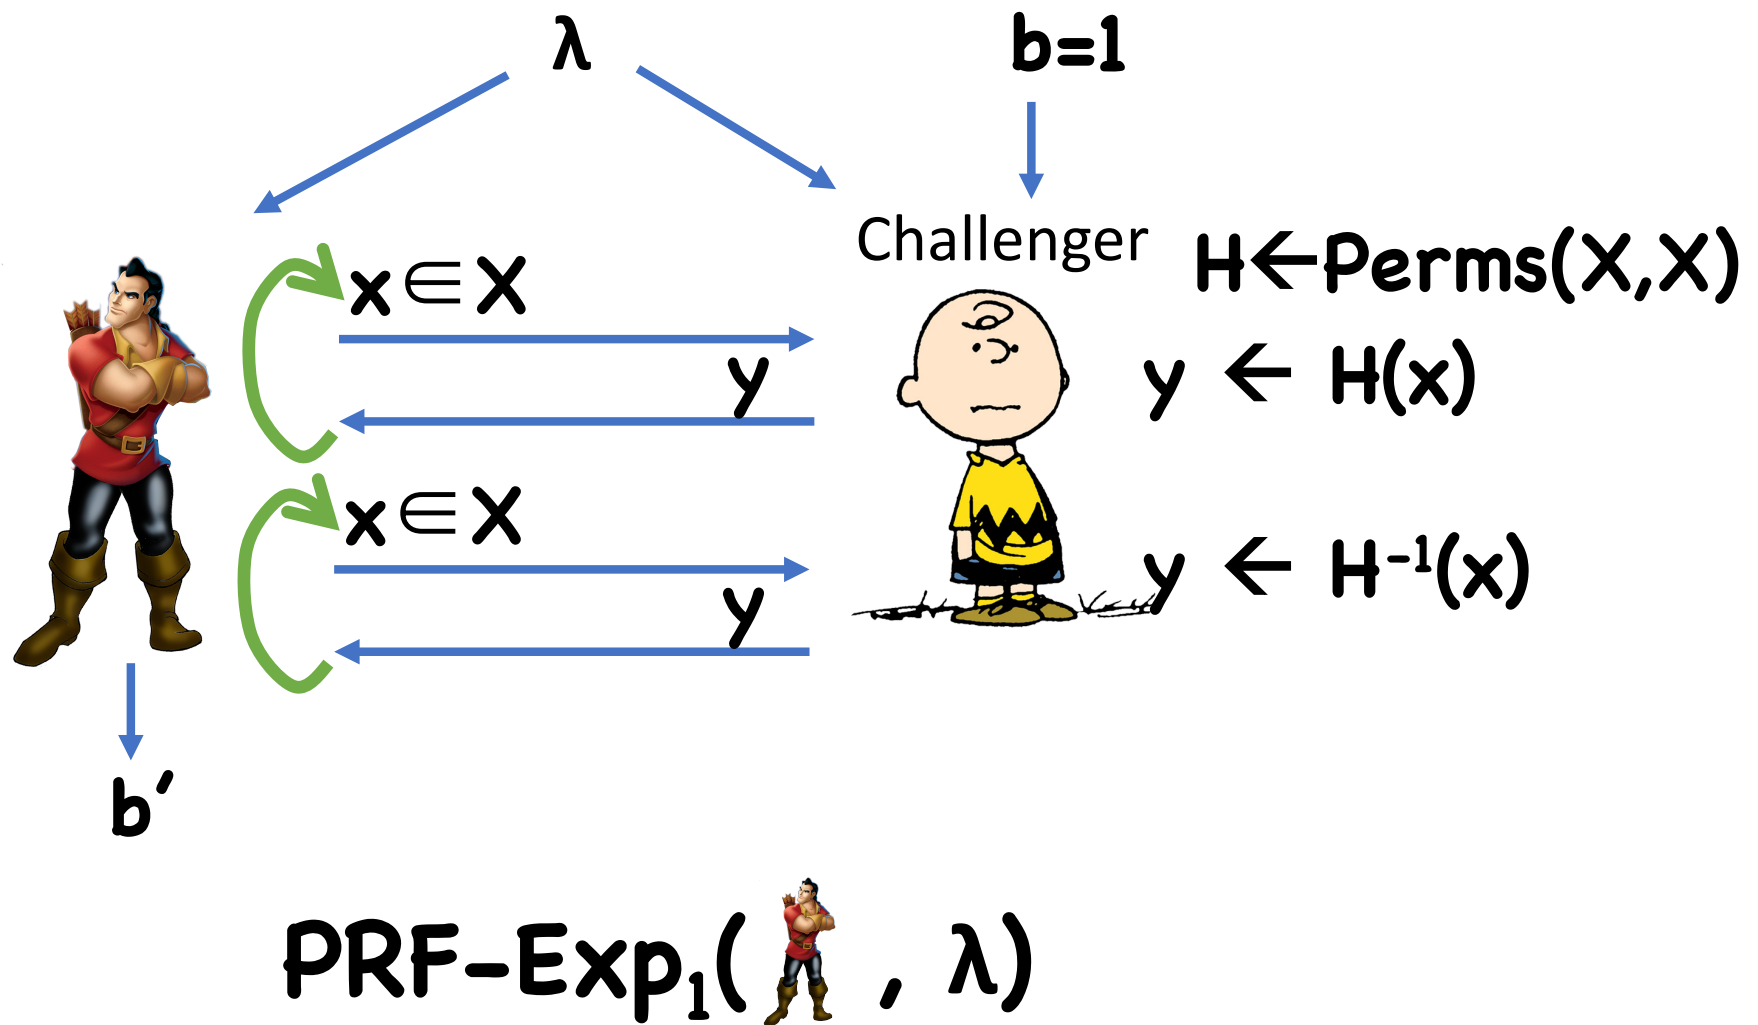 λ
b=1
Challenger
H←Perms(X,X)
x∈X
y
y ← H(x)
x∈X
y
y ← H⁻¹(x)
b′
PRF-Exp₁( , λ)